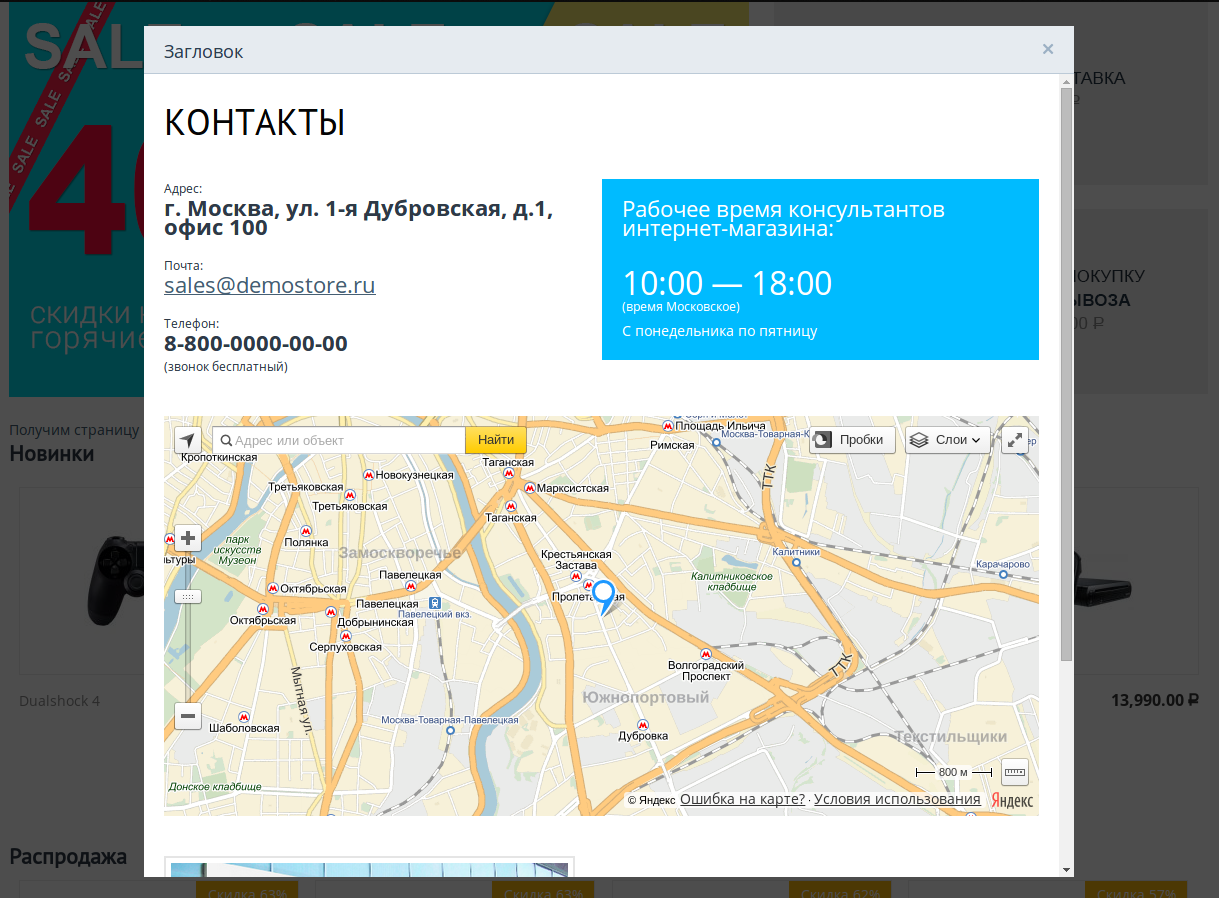 SAL
SALE SALE SALE SALE
40
СКИДКИ
горячие
Получим страницу
Новинки
Dualshock 4
Распродажа
Скидка 63%
Скидка 63%
Скидка 62%
Скидка 57%
13,990.00 ₽
Загловок
×
КОНТАКТЫ
Адрес:
г. Москва, ул. 1-я Дубровская, д.1,
офис 100
Почта:
sales@demostore.ru
Телефон:
8-800-0000-00-00
(звонок бесплатный)
Рабочее время консультантов
интернет-магазина:
10:00 — 18:00
(время Московское)
С понедельника по пятницу
Адрес или объект
Найти
Пробки
Слои
Площадь Ильича
Москва-Товарная-К
Римская
Кропоткинская
Таганская
Новокузнецкая
Третьяковская
Марксистская
Третьяковская
Таганская
ТТК
Полянка
парк
искусств
Музеон
Замоскворечье
Крестьянская
Застава
Калитники
Карачарово
Павелецкая
Калитниковское
кладбище
Октябрьская
Павелецкая
Павелецкий вкз.
Октябрьская
Добрынинская
Серпуховская
Волгоградский
Проспект
ТТК
Мытная ул.
Южнопортовый
Шаболовская
Москва-Товарная-Павелецкая
Дубровка
Текстильщики
Донское кладбище
800 м
© Яндекс Ошибка на карте? · Условия использования
Яндекс